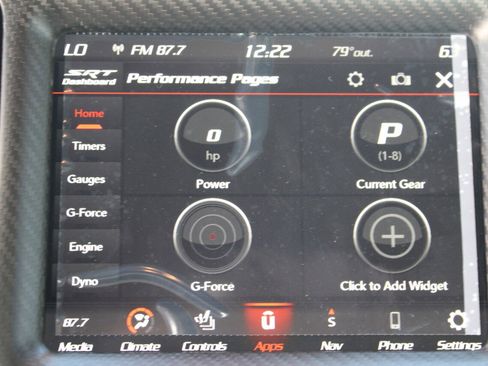 LO FM 87.7 12:22 79°out. 63
SRT Performance Pages
Dashboard
Home
Timers
Gauges
G-Force
Engine
Dyno
0
hp
Power
P
(1-8)
Current Gear
G-Force
Click to Add Widget
87.7 S
Media Climate Controls Apps Nav Phone Settings